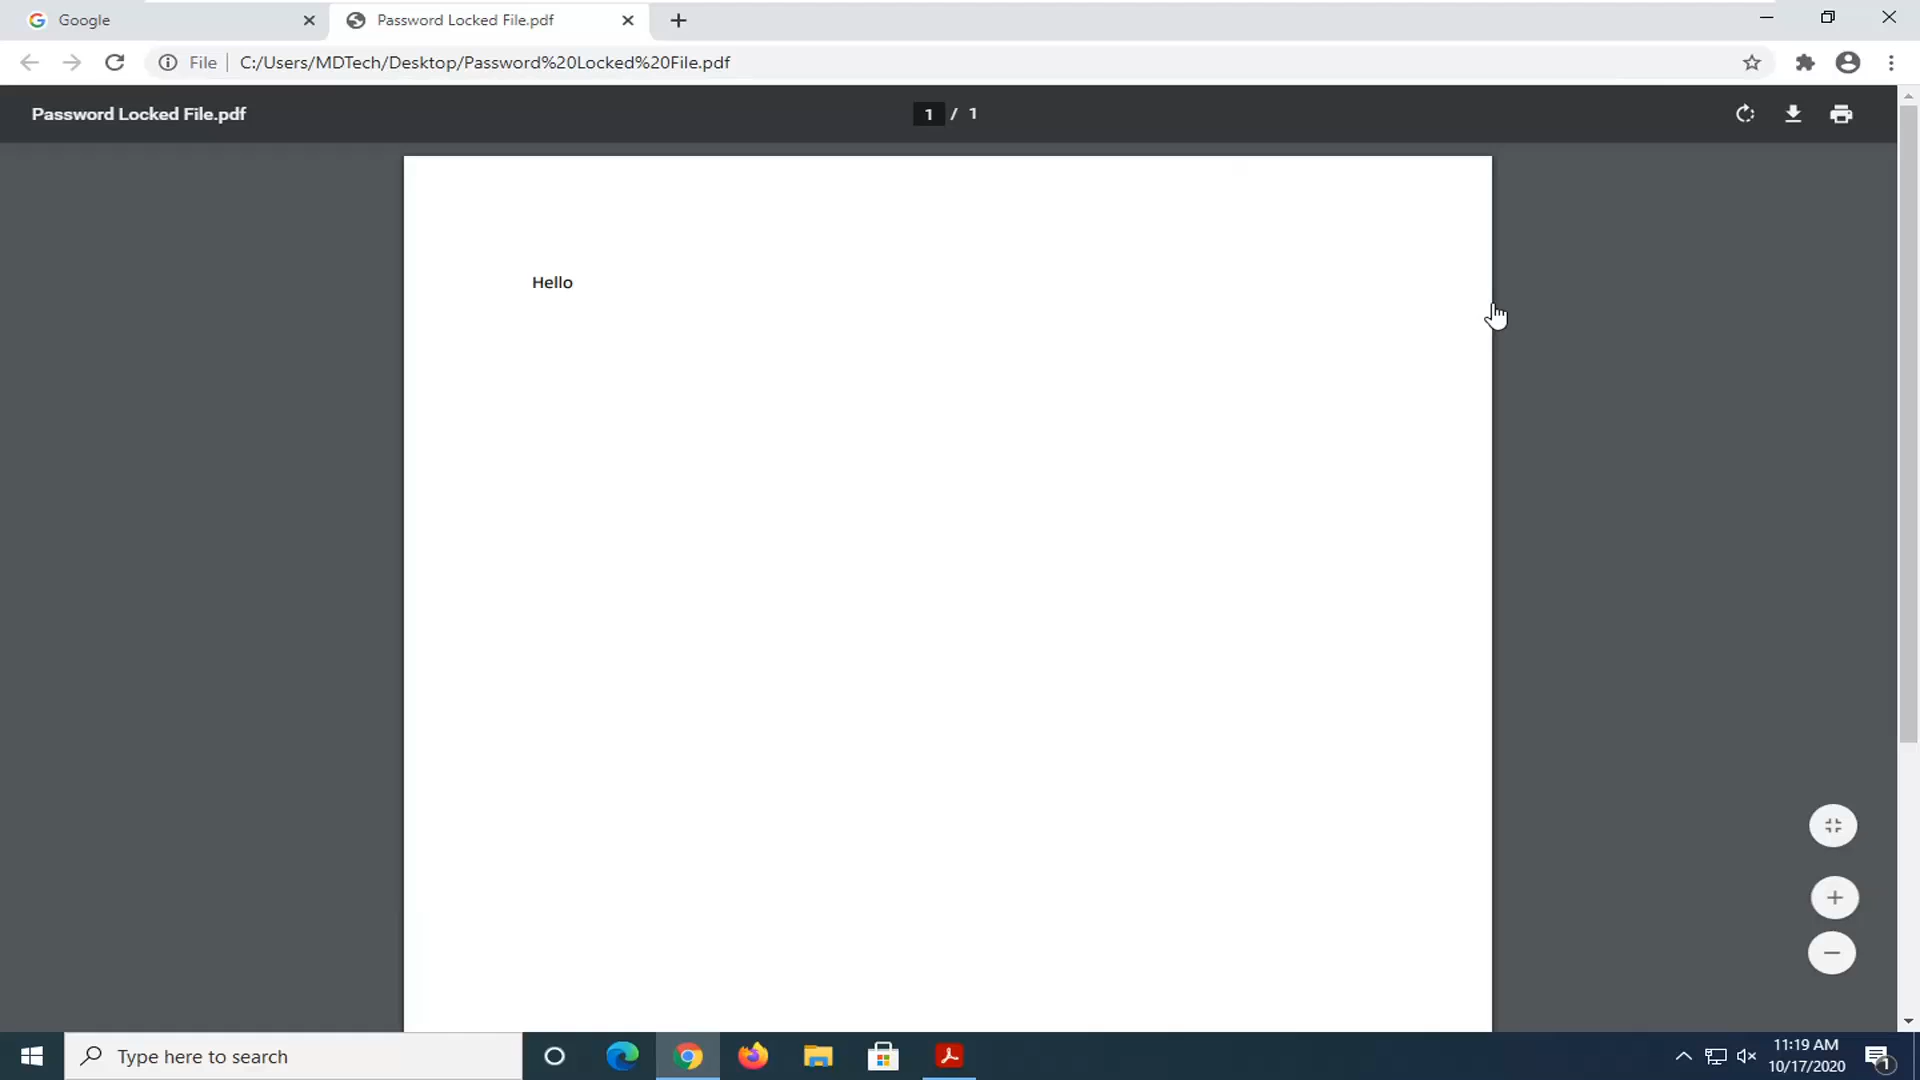 Google
Password Locked File.pdf
File
C:/Users/MDTech/Desktop/Password%20Locked%20File.pdf
Password Locked File.pdf
1 / 1
Hello
Type here to search
11:19 AM
10/17/2020
1